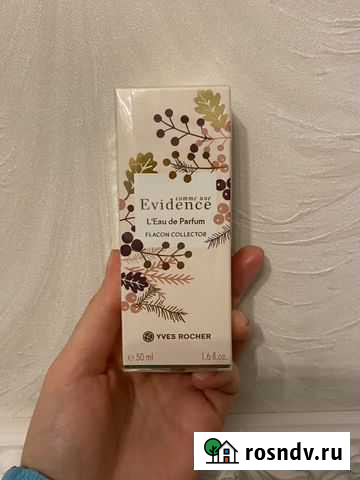 comme une
Evidence
L'Eau de Parfum
FLACON COLLECTOR
YVES ROCHER
℮ 50 ml 1.6 fl.oz.
rosndv.ru